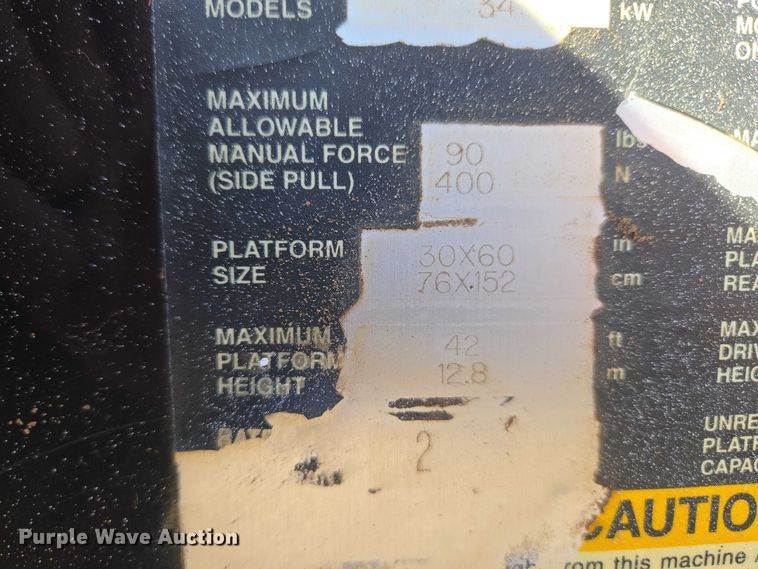 MODELS 34 kW
MAXIMUM
ALLOWABLE
MANUAL FORCE 90 lbs
(SIDE PULL) 400 N
PLATFORM 30X60 in
SIZE 76X152 cm
MAXIMUM 42 ft
PLATFORM 12.8 m
HEIGHT
2
MA
PLA
REA
MAX
DRIV
HEIG
UNRE
PLATF
CAPAC
CAUTIO
rom this machine
Purple Wave Auction